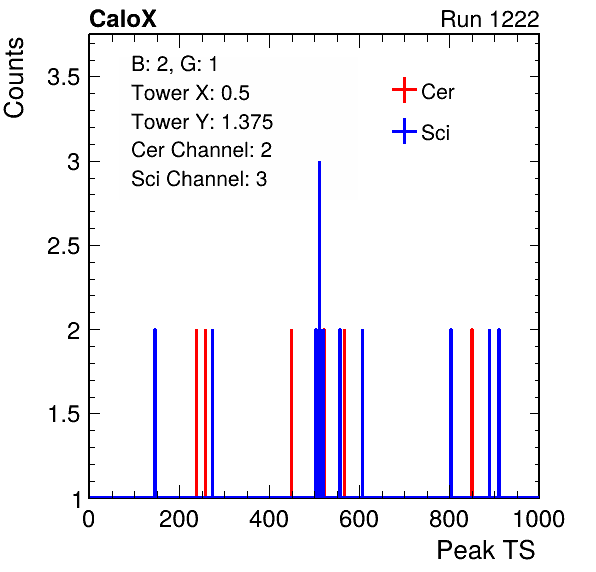 CaloX Run 1222
Counts
B: 2, G: 1
Tower X: 0.5
Tower Y: 1.375
Cer Channel: 2
Sci Channel: 3
Cer
Sci
3.5
3
2.5
2
1.5
1
0 200 400 600 800 1000
Peak TS